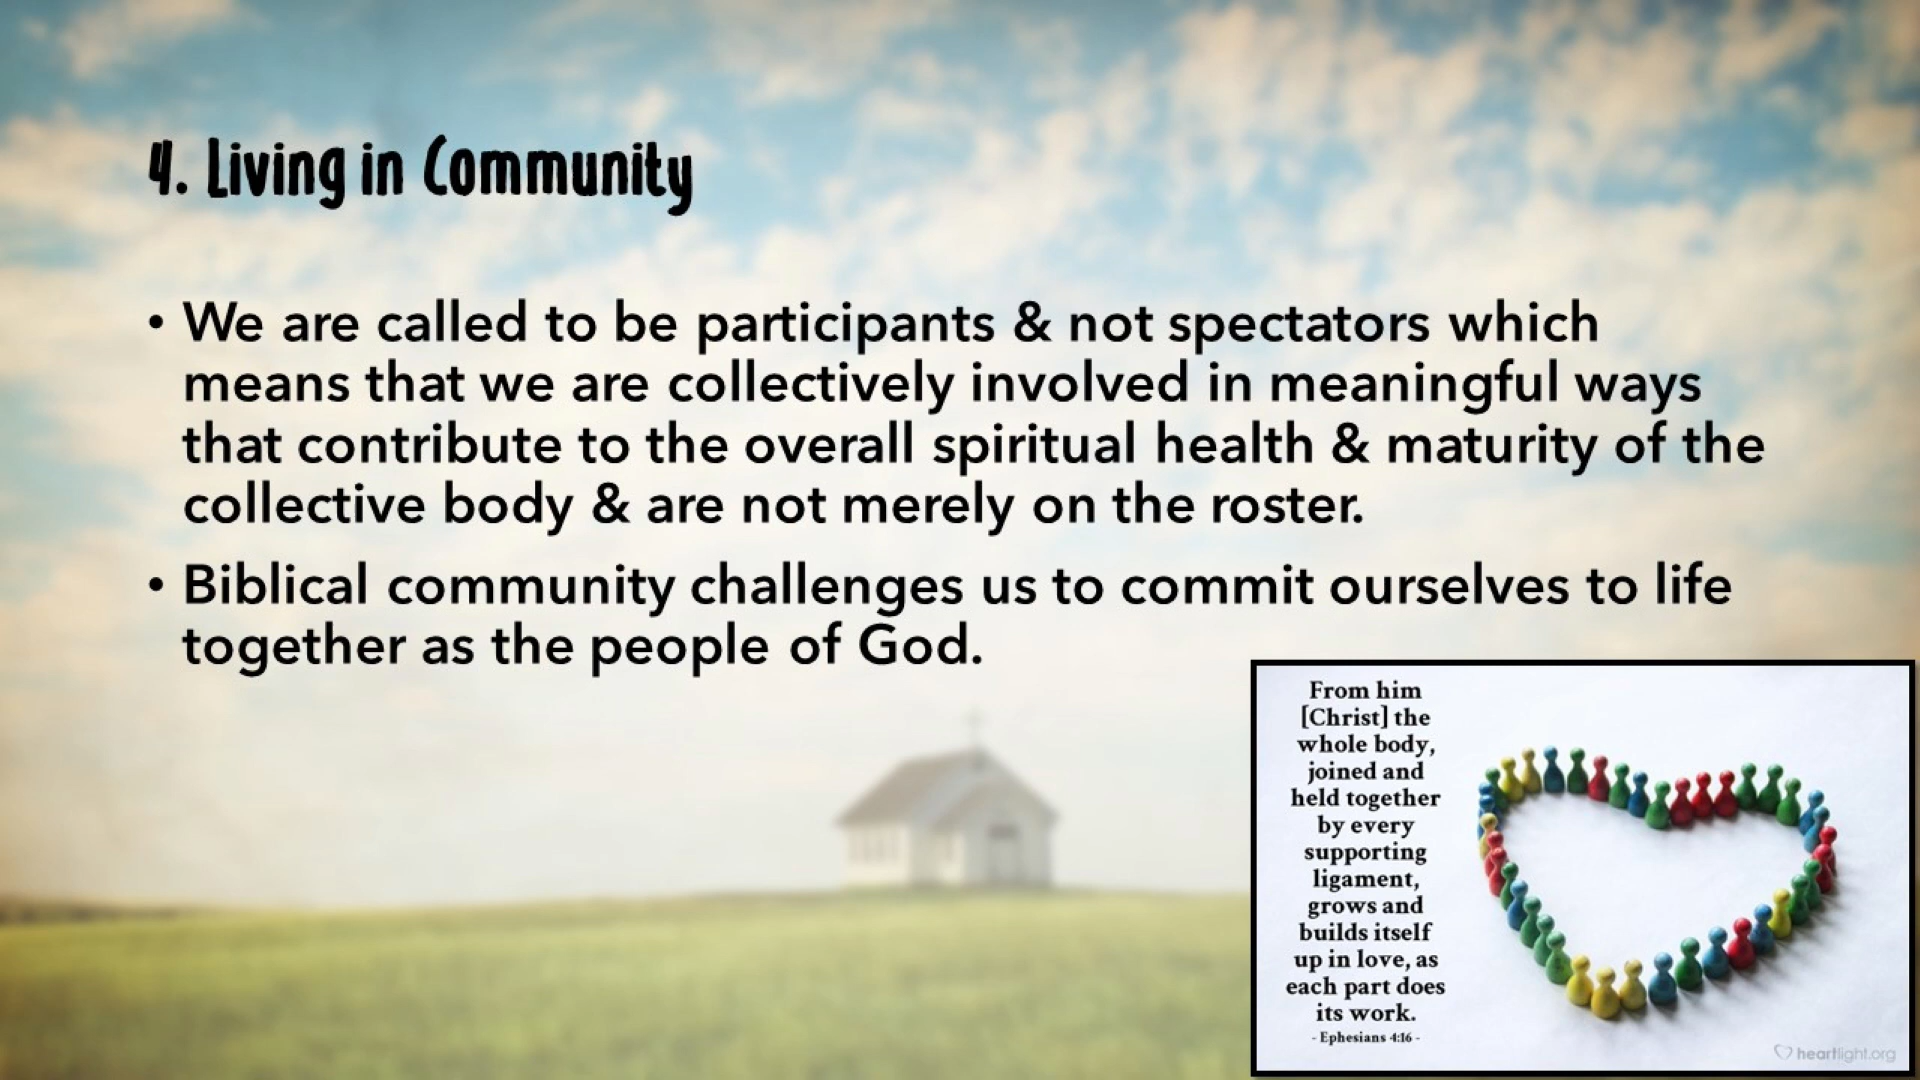 4. Living in Community
• We are called to be participants & not spectators which
means that we are collectively involved in meaningful ways
that contribute to the overall spiritual health & maturity of the
collective body & are not merely on the roster.
• Biblical community challenges us to commit ourselves to life
together as the people of God.
From him
[Christ] the
whole body,
joined and
held together
by every
supporting
ligament,
grows and
builds itself
up in love, as
each part does
its work.
- Ephesians 4:16 -
heartlight.org